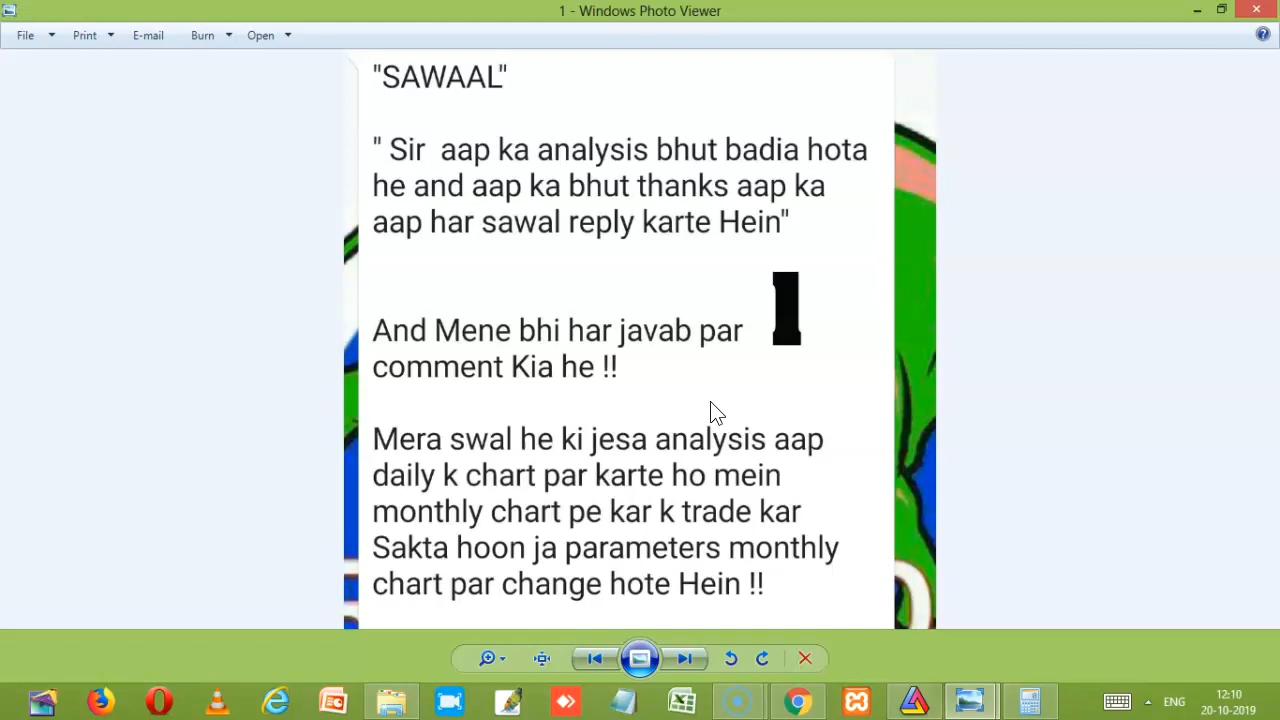 1 - Windows Photo Viewer
File Print E-mail Burn Open
"SAWAAL"
" Sir aap ka analysis bhut badia hota
he and aap ka bhut thanks aap ka
aap har sawal reply karte Hein"
1
And Mene bhi har javab par
comment Kia he !!
Mera swal he ki jesa analysis aap
daily k chart par karte ho mein
monthly chart pe kar k trade kar
Sakta hoon ja parameters monthly
chart par change hote Hein !!
ENG
12:10
20-10-2019